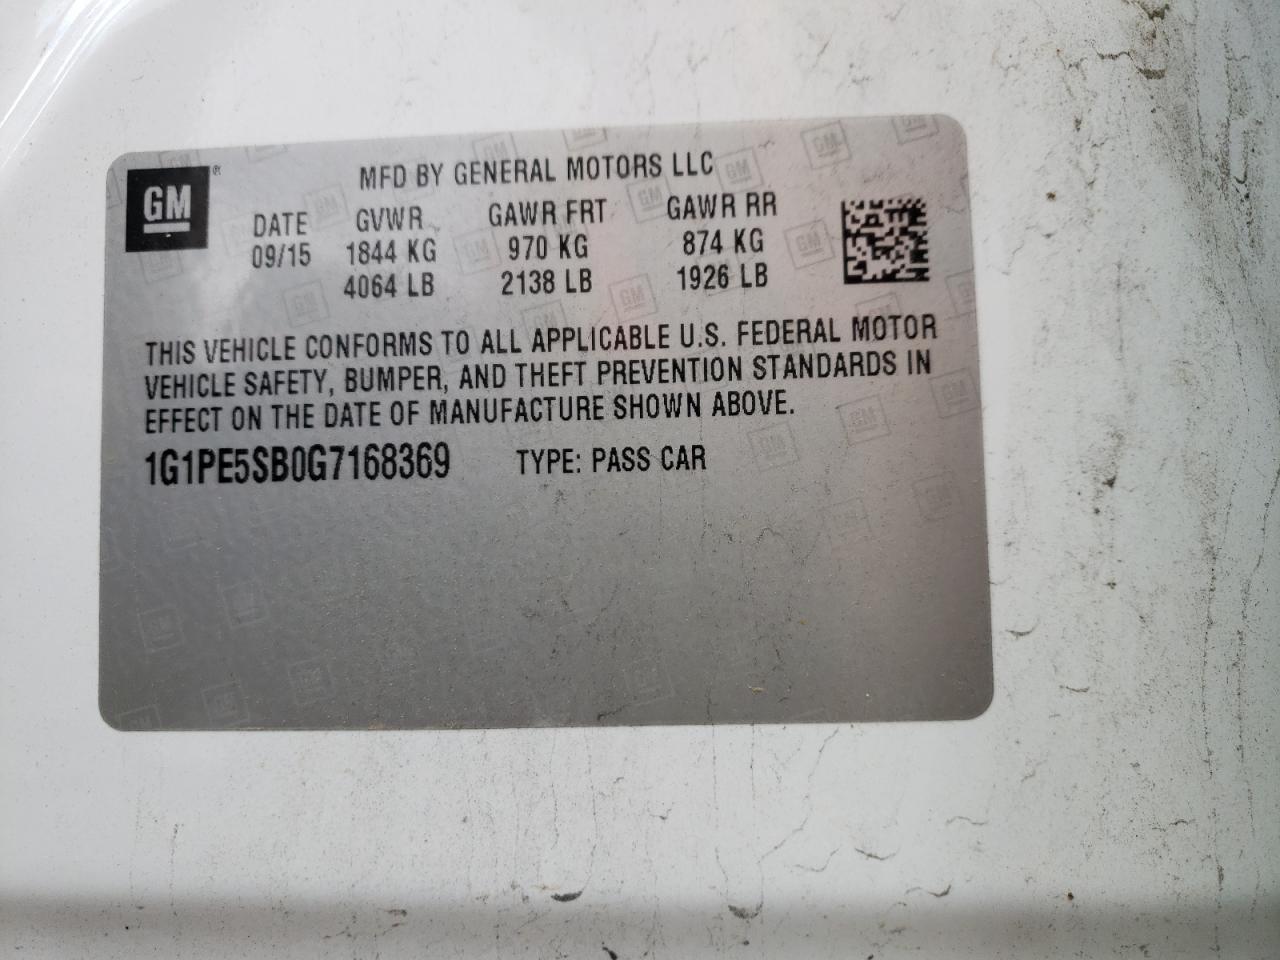 GM ®
MFD BY GENERAL MOTORS LLC
DATE GVWR GAWR FRT GAWR RR
09/15 1844 KG 970 KG 874 KG
4064 LB 2138 LB 1926 LB
THIS VEHICLE CONFORMS TO ALL APPLICABLE U.S. FEDERAL MOTOR
VEHICLE SAFETY, BUMPER, AND THEFT PREVENTION STANDARDS IN
EFFECT ON THE DATE OF MANUFACTURE SHOWN ABOVE.
1G1PE5SB0G7168369 TYPE: PASS CAR